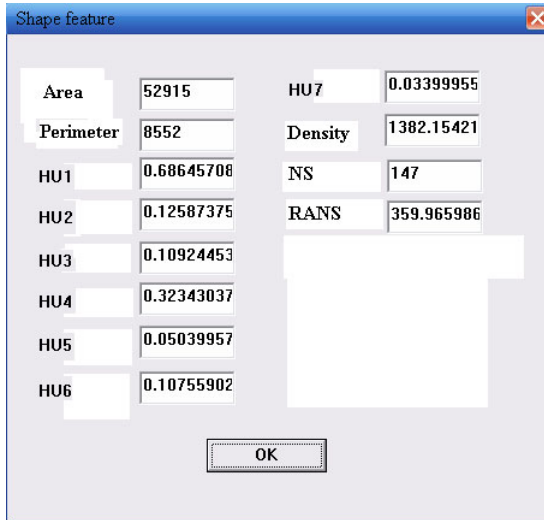 Shape feature
Area 52915
Perimeter 8552
HU1 0.68645708
HU2 0.12587375
HU3 0.10924453
HU4 0.32343037
HU5 0.05039957
HU6 0.10755902
HU7 0.03399955
Density 1382.15421
NS 147
RANS 359.965986
OK